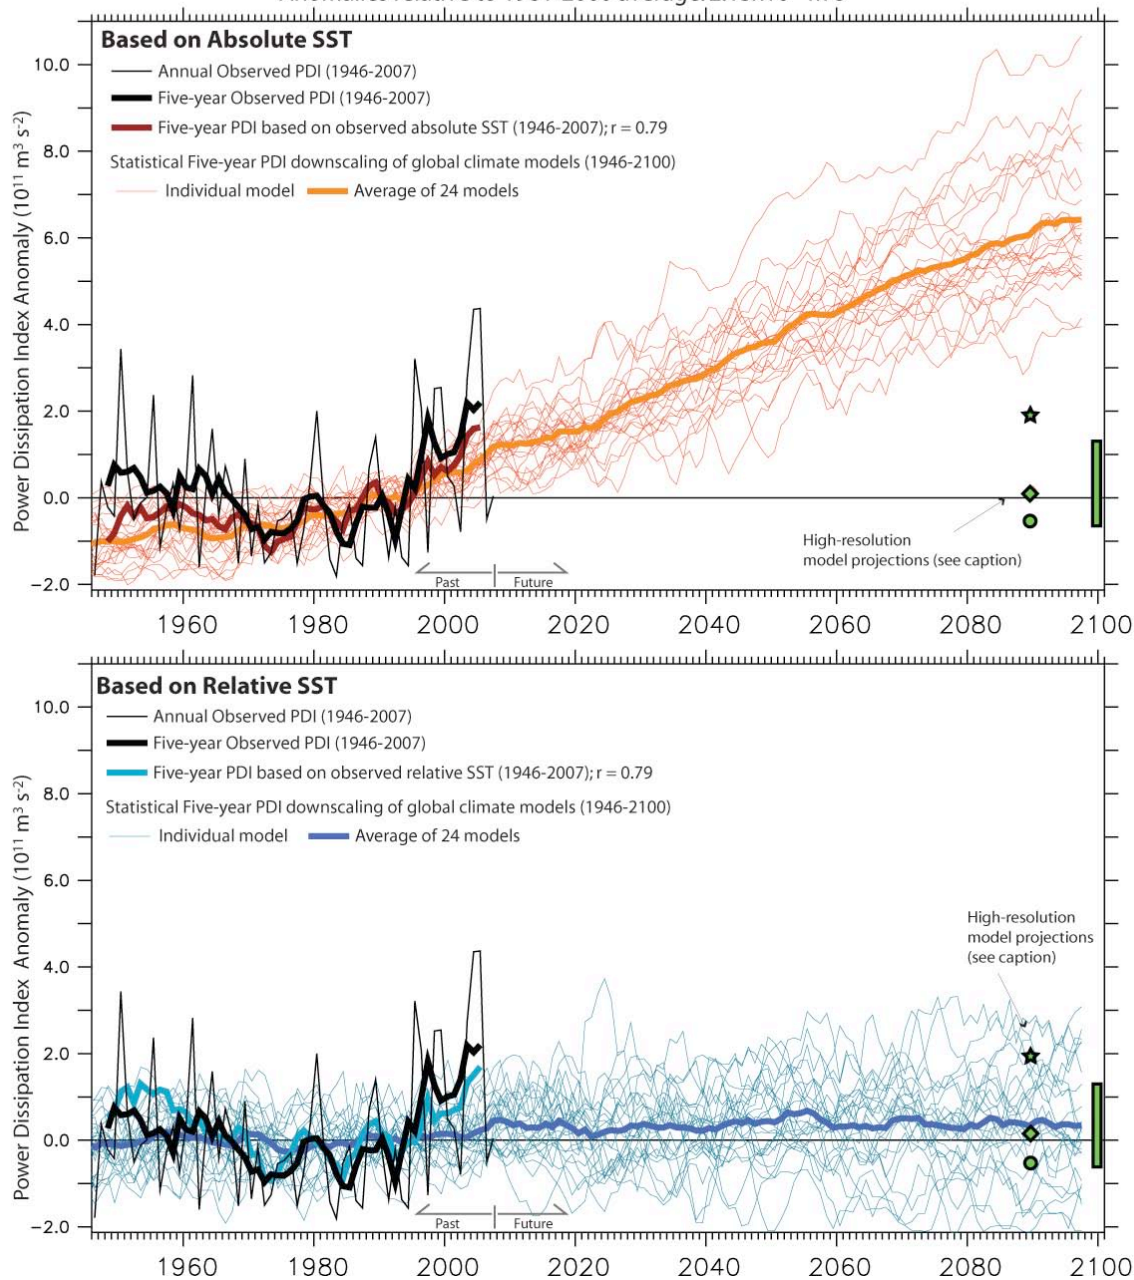 Based on Absolute SST
Annual Observed PDI (1946-2007)
Five-year Observed PDI (1946-2007)
Five-year PDI based on observed absolute SST (1946-2007); r = 0.79
Statistical Five-year PDI downscaling of global climate models (1946-2100)
Individual model Average of 24 models
Power Dissipation Index Anomaly (10¹¹ m³ s⁻²)
10.0
8.0
6.0
4.0
2.0
0.0
−2.0
High-resolution
model projections (see caption)
Past Future
1960 1980 2000 2020 2040 2060 2080 2100
Based on Relative SST
Annual Observed PDI (1946-2007)
Five-year Observed PDI (1946-2007)
Five-year PDI based on observed relative SST (1946-2007); r = 0.79
Statistical Five-year PDI downscaling of global climate models (1946-2100)
Individual model Average of 24 models
Power Dissipation Index Anomaly (10¹¹ m³ s⁻²)
10.0
8.0
6.0
4.0
2.0
0.0
−2.0
High-resolution
model projections
(see caption)
Past Future
1960 1980 2000 2020 2040 2060 2080 2100